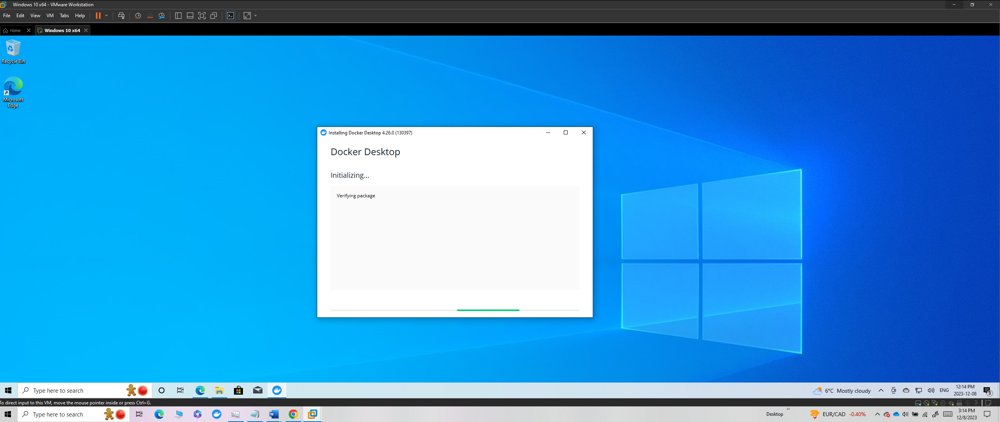 Windows 10 x64 - VMware Workstation
File Edit View VM Tabs Help
Home Windows 10 x64
Recycle Bin
Microsoft
Edge
Installing Docker Desktop 4.26.0 (130397)
Docker Desktop
Initializing...
Verifying package
Type here to search
6°C Mostly cloudy
ENG
12:14 PM
2023-12-08
3
To direct input to this VM, move the mouse pointer inside or press Ctrl+G.
Type here to search
Desktop
EUR/CAD -0.40%
3:14 PM
12/8/2023